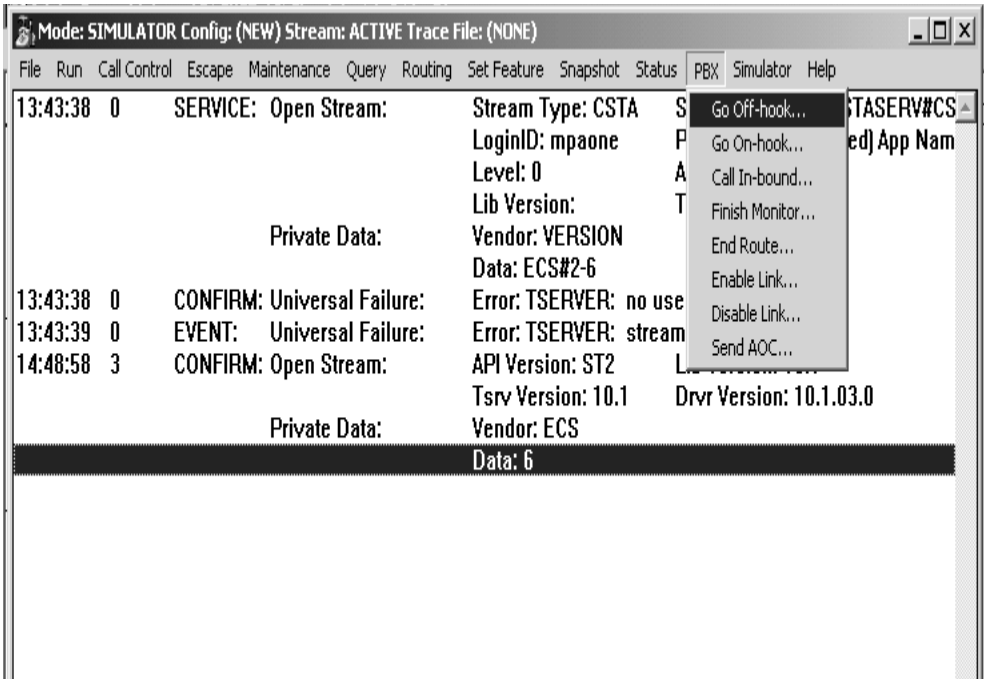 Mode: SIMULATOR Config: (NEW) Stream: ACTIVE Trace File: (NONE)
File Run Call Control Escape Maintenance Query Routing Set Feature Snapshot Status PBX Simulator Help
13:43:38 0 SERVICE: Open Stream: Stream Type: CSTA S TASERV#CS
LoginID: mpaone P ed) App Nam
Level: 0 A
Lib Version: T
Private Data: Vendor: VERSION
Data: ECS#2-6
13:43:38 0 CONFIRM: Universal Failure: Error: TSERVER: no use
13:43:39 0 EVENT: Universal Failure: Error: TSERVER: stream
14:48:58 3 CONFIRM: Open Stream: API Version: ST2
Tsrv Version: 10.1 Drvr Version: 10.1.03.0
Private Data: Vendor: ECS
Data: 6
Go Off-hook...
Go On-hook...
Call In-bound...
Finish Monitor...
End Route...
Enable Link...
Disable Link...
Send AOC...